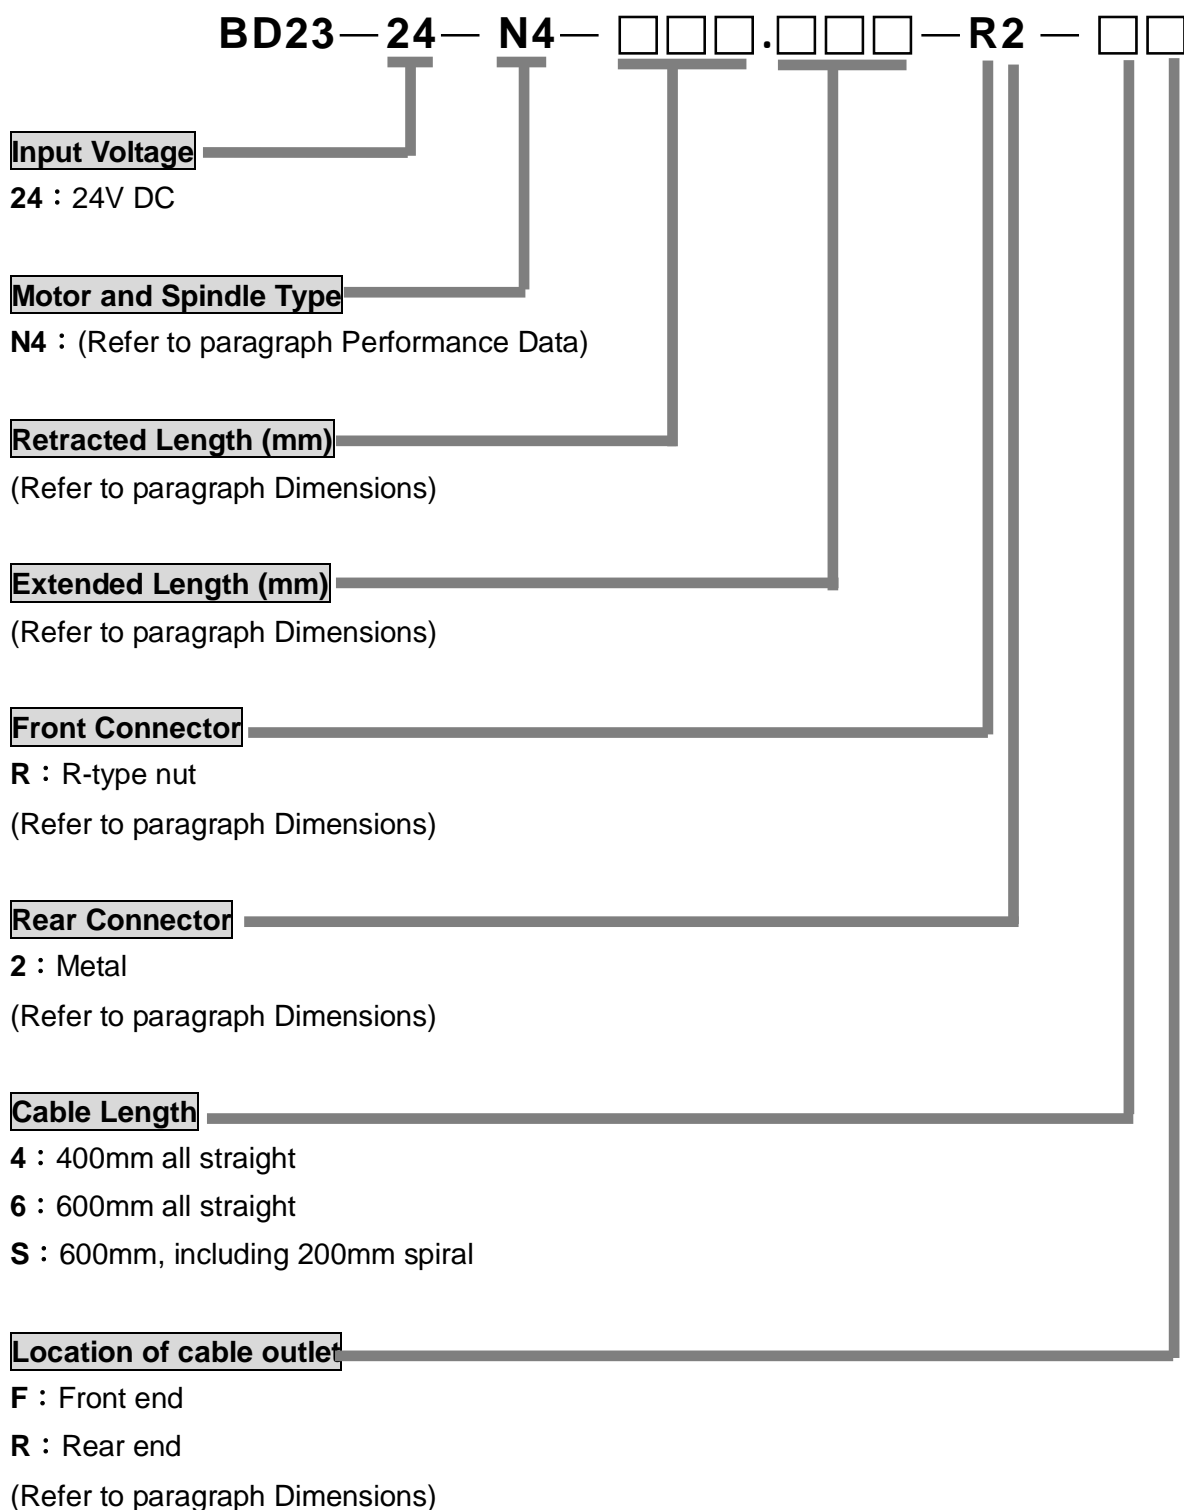 BD23—24— N4— □□□.□□□—R2 — □□
Input Voltage
24：24V DC
Motor and Spindle Type
N4：(Refer to paragraph Performance Data)
Retracted Length (mm)
(Refer to paragraph Dimensions)
Extended Length (mm)
(Refer to paragraph Dimensions)
Front Connector
R：R-type nut
(Refer to paragraph Dimensions)
Rear Connector
2：Metal
(Refer to paragraph Dimensions)
Cable Length
4：400mm all straight
6：600mm all straight
S：600mm, including 200mm spiral
Location of cable outlet
F：Front end
R：Rear end
(Refer to paragraph Dimensions)